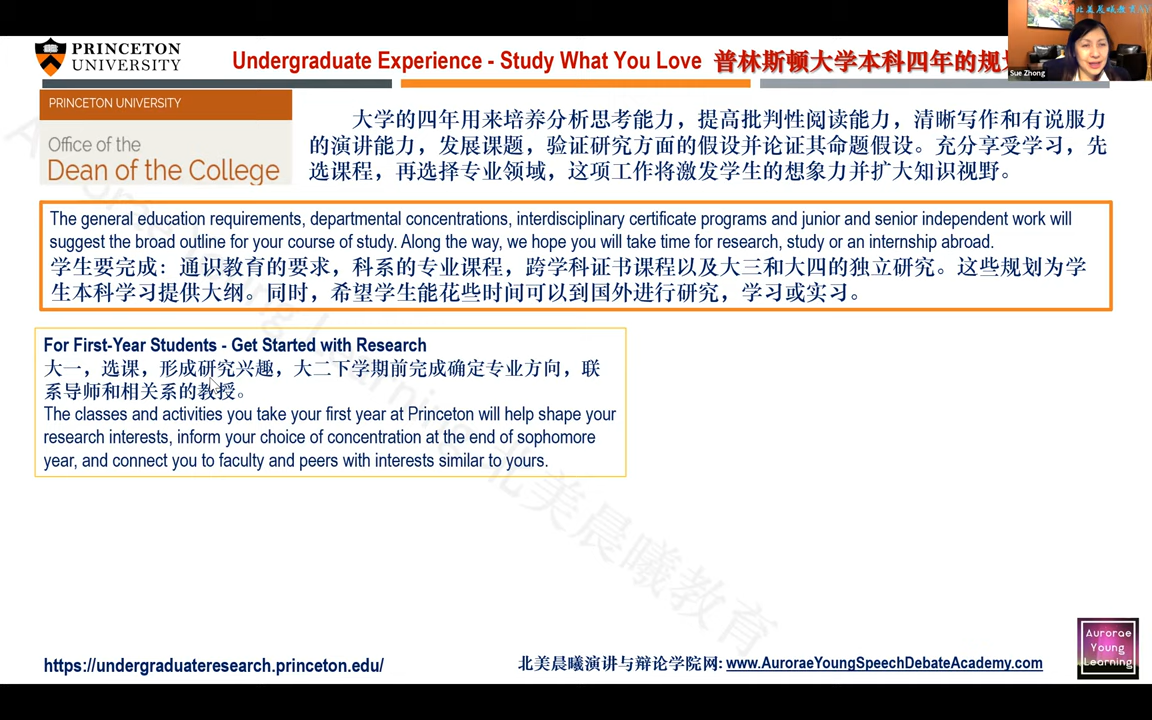 北美晨曦教育
PRINCETON
UNIVERSITY
Undergraduate Experience - Study What You Love 普林斯顿大学本科四年的规
Sue Zhong
PRINCETON UNIVERSITY
Office of the
Dean of the College
大学的四年用来培养分析思考能力，提高批判性阅读能力，清晰写作和有说服力
的演讲能力，发展课题，验证研究方面的假设并论证其命题假设。充分享受学习，先
选课程，再选择专业领域，这项工作将激发学生的想象力并扩大知识视野。
The general education requirements, departmental concentrations, interdisciplinary certificate programs and junior and senior independent work will
suggest the broad outline for your course of study. Along the way, we hope you will take time for research, study or an internship abroad.
学生要完成：通识教育的要求，科系的专业课程，跨学科证书课程以及大三和大四的独立研究。这些规划为学
生本科学习提供大纲。同时，希望学生能花些时间可以到国外进行研究，学习或实习。
For First-Year Students - Get Started with Research
大一，选课，形成研究兴趣，大二下学期前完成确定专业方向，联
系导师和相关系的教授。
The classes and activities you take your first year at Princeton will help shape your
research interests, inform your choice of concentration at the end of sophomore
year, and connect you to faculty and peers with interests similar to yours.
北美晨曦教育
https://undergraduateresearch.princeton.edu/
北美晨曦演讲与辩论学院网: www.AuroraeYoungSpeechDebateAcademy.com
Aurorae
Young
Learning